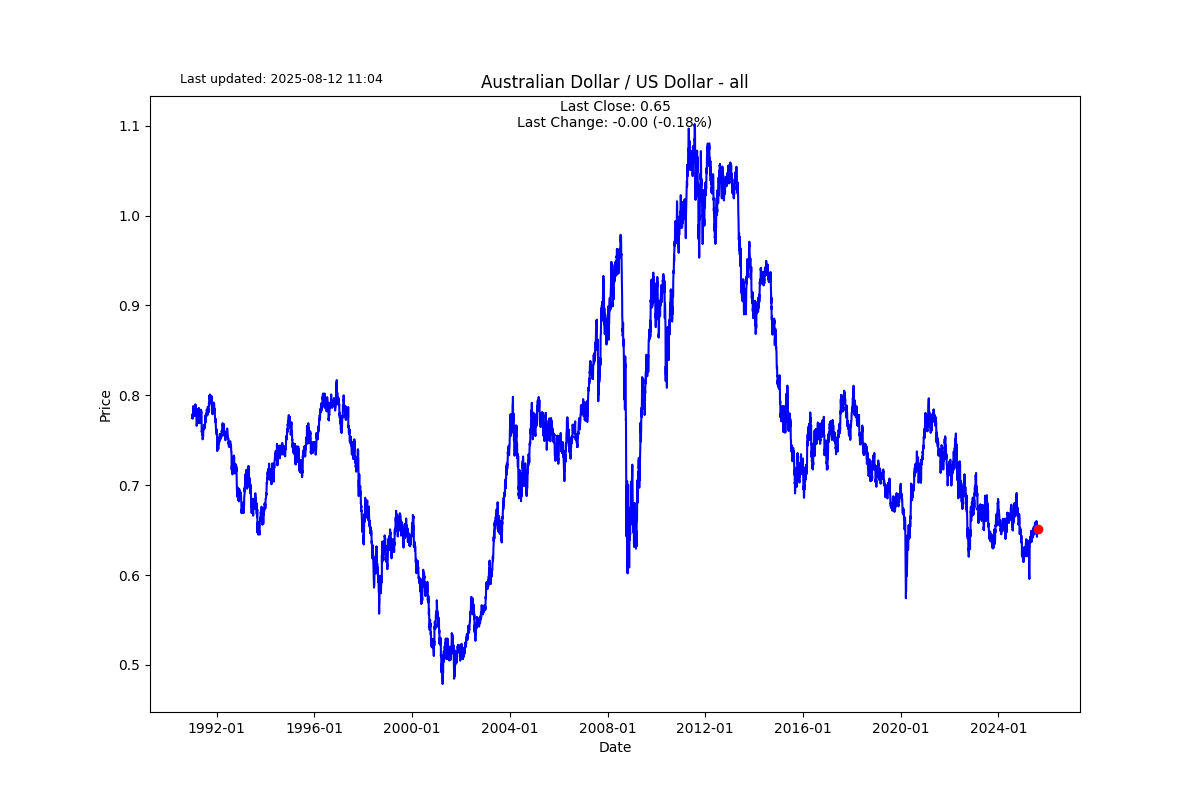 Last updated: 2025-08-12 11:04
Australian Dollar / US Dollar - all
Last Close: 0.65
Last Change: -0.00 (-0.18%)
1.1
1.0
0.9
0.8
0.7
0.6
0.5
Price
1992-01
1996-01
2000-01
2004-01
2008-01
2012-01
2016-01
2020-01
2024-01
Date